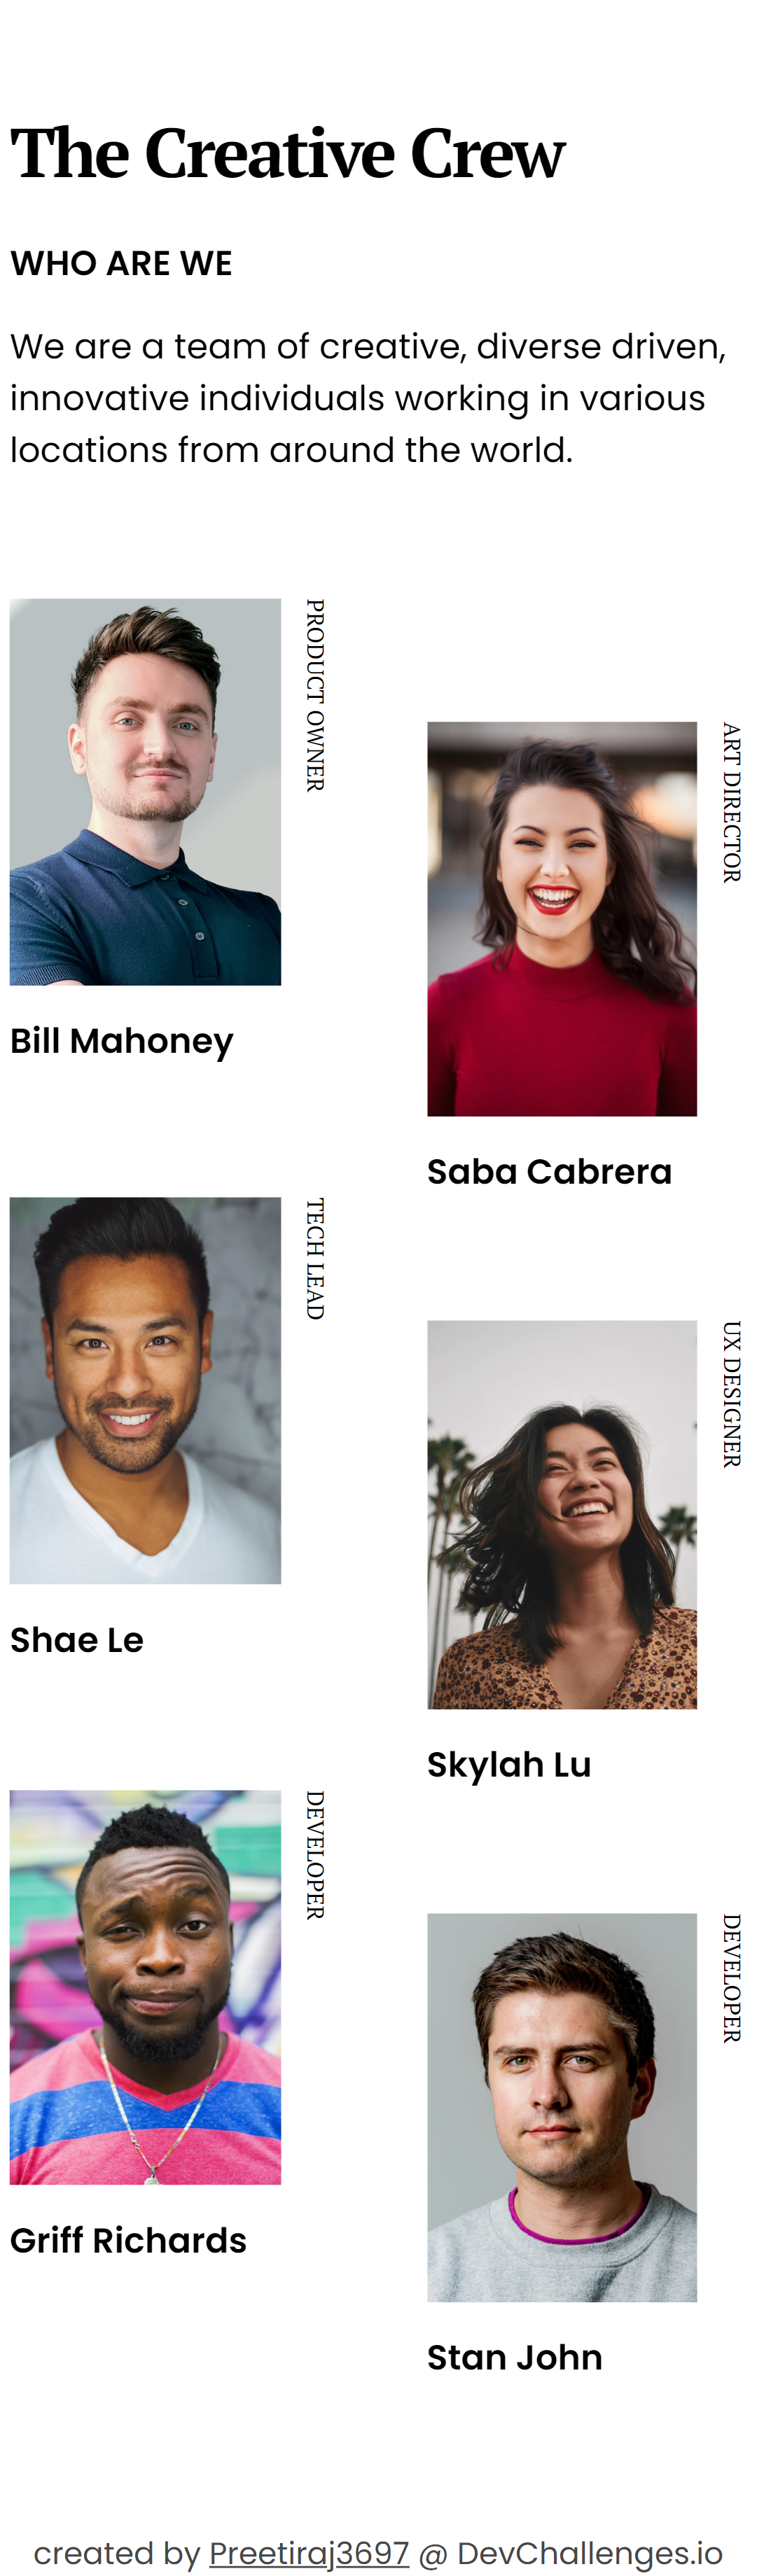 The Creative Crew
WHO ARE WE
We are a team of creative, diverse driven,
innovative individuals working in various
locations from around the world.
PRODUCT OWNER
Bill Mahoney
ART DIRECTOR
Saba Cabrera
TECH LEAD
Shae Le
UX DESIGNER
Skylah Lu
DEVELOPER
Griff Richards
DEVELOPER
Stan John
created by Preetiraj3697 @ DevChallenges.io